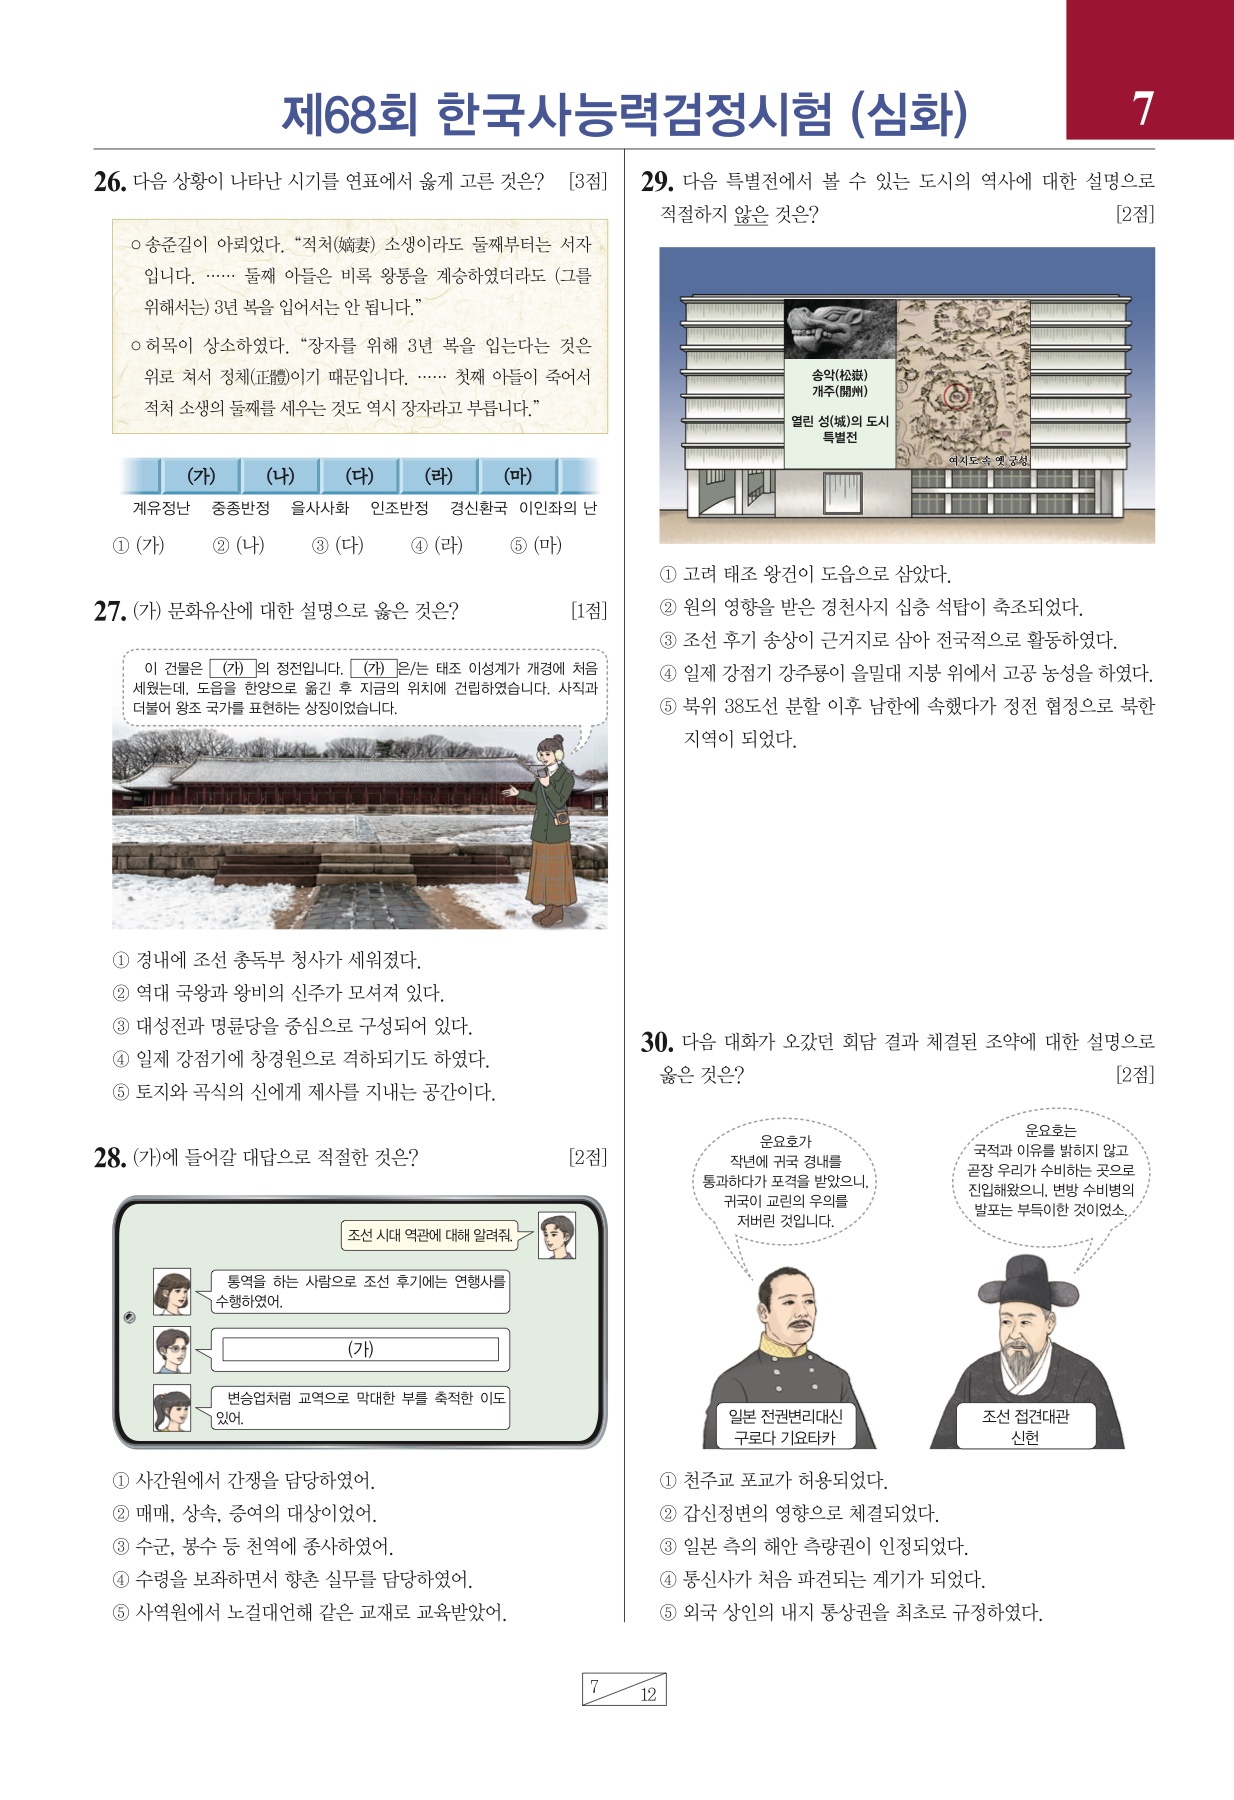 제68회 한국사능력검정시험 (심화)
7
26. 다음 상황이 나타난 시기를 연표에서 옳게 고른 것은? [3점]
○ 송준길이 아뢰었다. “적처(嫡妻) 소생이라도 둘째부터는 서자
입니다. …… 둘째 아들은 비록 왕통을 계승하였더라도 (그를
위해서는) 3년 복을 입어서는 안 됩니다.”
○ 허목이 상소하였다. “장자를 위해 3년 복을 입는다는 것은
위로 쳐서 정체(正體)이기 때문입니다. …… 첫째 아들이 죽어서
적처 소생의 둘째를 세우는 것도 역시 장자라고 부릅니다.”
(가) (나) (다) (라) (마)
계유정난 중종반정 을사사화 인조반정 경신환국 이인좌의 난
① (가) ② (나) ③ (다) ④ (라) ⑤ (마)
27. (가) 문화유산에 대한 설명으로 옳은 것은? [1점]
이 건물은 (가) 의 정전입니다. (가) 은/는 태조 이성계가 개경에 처음
세웠는데, 도읍을 한양으로 옮긴 후 지금의 위치에 건립하였습니다. 사직과
더불어 왕조 국가를 표현하는 상징이었습니다.
① 경내에 조선 총독부 청사가 세워졌다.
② 역대 국왕과 왕비의 신주가 모셔져 있다.
③ 대성전과 명륜당을 중심으로 구성되어 있다.
④ 일제 강점기에 창경원으로 격하되기도 하였다.
⑤ 토지와 곡식의 신에게 제사를 지내는 공간이다.
28. (가)에 들어갈 대답으로 적절한 것은? [2점]
조선 시대 역관에 대해 알려줘.
통역을 하는 사람으로 조선 후기에는 연행사를
수행하였어.
(가)
변승업처럼 교역으로 막대한 부를 축적한 이도
있어.
① 사간원에서 간쟁을 담당하였어.
② 매매, 상속, 증여의 대상이었어.
③ 수군, 봉수 등 천역에 종사하였어.
④ 수령을 보좌하면서 향촌 실무를 담당하였어.
⑤ 사역원에서 노걸대언해 같은 교재로 교육받았어.
29. 다음 특별전에서 볼 수 있는 도시의 역사에 대한 설명으로
적절하지 않은 것은? [2점]
송악(松嶽)
개주(開州)
열린 성(城)의 도시
특별전
여지도 속 옛 궁성
① 고려 태조 왕건이 도읍으로 삼았다.
② 원의 영향을 받은 경천사지 십층 석탑이 축조되었다.
③ 조선 후기 송상이 근거지로 삼아 전국적으로 활동하였다.
④ 일제 강점기 강주룡이 을밀대 지붕 위에서 고공 농성을 하였다.
⑤ 북위 38도선 분할 이후 남한에 속했다가 정전 협정으로 북한
지역이 되었다.
30. 다음 대화가 오갔던 회담 결과 체결된 조약에 대한 설명으로
옳은 것은? [2점]
운요호가
작년에 귀국 경내를
통과하다가 포격을 받았으니,
귀국이 교린의 우의를
저버린 것입니다.
운요호는
국적과 이유를 밝히지 않고
곧장 우리가 수비하는 곳으로
진입해왔으니, 변방 수비병의
발포는 부득이한 것이었소.
일본 전권변리대신
구로다 기요타카
조선 접견대관
신헌
① 천주교 포교가 허용되었다.
② 갑신정변의 영향으로 체결되었다.
③ 일본 측의 해안 측량권이 인정되었다.
④ 통신사가 처음 파견되는 계기가 되었다.
⑤ 외국 상인의 내지 통상권을 최초로 규정하였다.
7
12